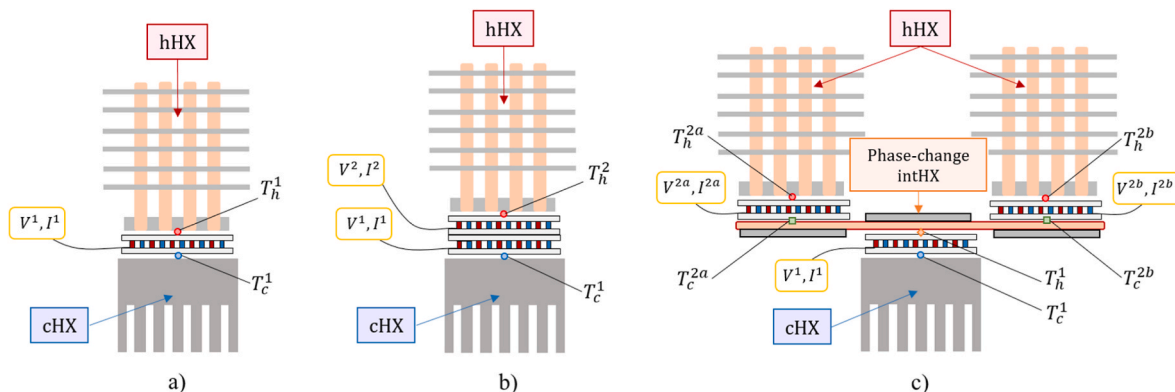 hHX
T_h^1
V^1, I^1
T_c^1
cHX
a)
hHX
V^2, I^2
T_h^2
V^1, I^1
T_c^1
cHX
b)
hHX
T_h^2a
T_h^2b
Phase-change
intHX
V^2a, I^2a
V^2b, I^2b
T_c^2a
V^1, I^1
T_h^1
T_c^2b
T_c^1
cHX
c)